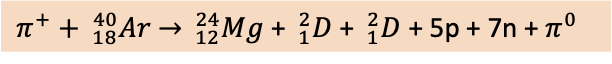 π⁺ + ⁴⁰₁₈Ar → ²⁴₁₂Mg + ²₁D + ²₁D + 5p + 7n + π⁰